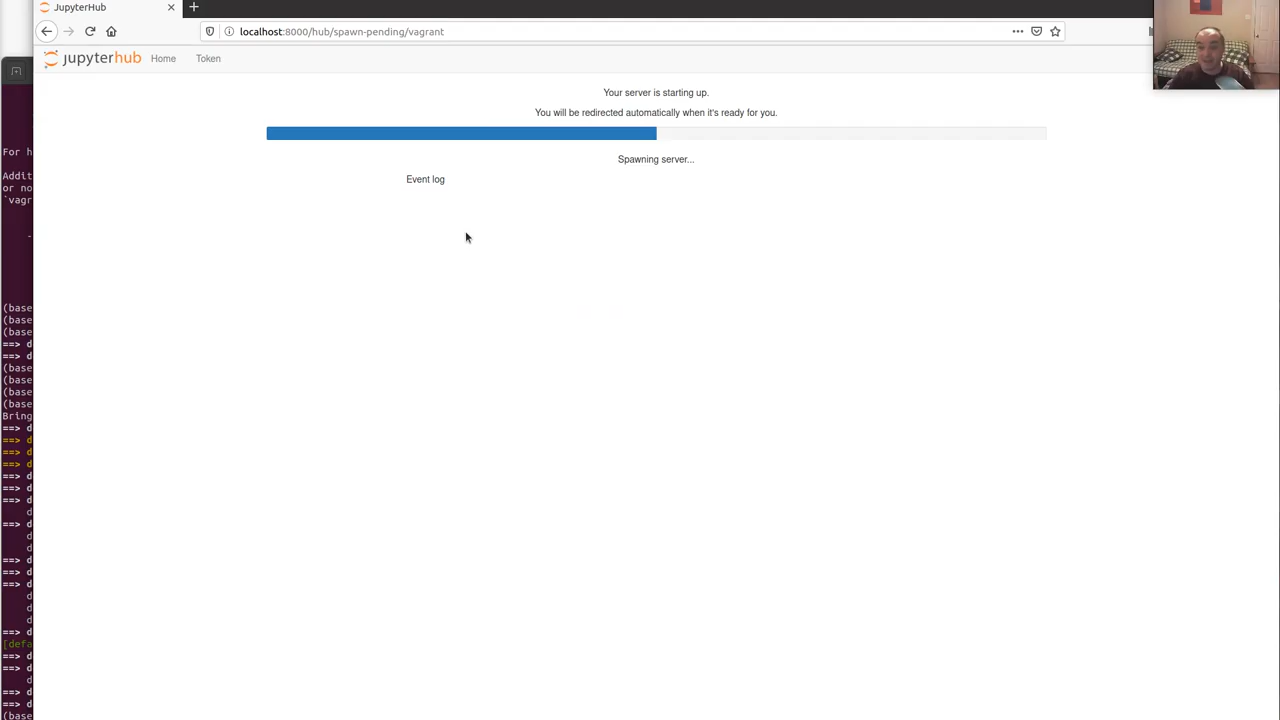 JupyterHub
localhost:8000/hub/spawn-pending/vagrant
jupyterhub Home Token
Your server is starting up.
You will be redirected automatically when it's ready for you.
Spawning server...
Event log
For h
Addit
or no
`vagr
-
(base
(base
(base
==> d
==> d
(base
(base
(base
(base
Bring
==> d
==> d
==> d
==> d
==> d
==> d
==> d
d
==> d
d
d
==> d
==> d
==> d
d
d
d
==> d
[defa
==> d
==> d
d
==> d
==> d
(base